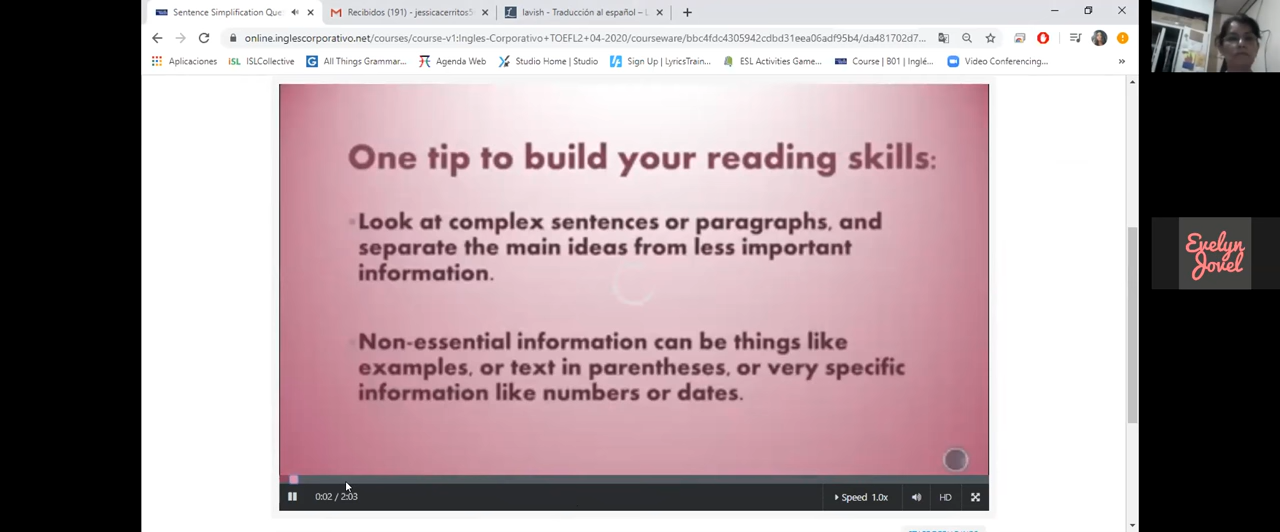 Sentence Simplification Que
Recibidos (191) - jessicacerritos5
lavish - Traducción al español – L
online.inglescorporativo.net/courses/course-v1:Ingles-Corporativo+TOEFL2+04-2020/courseware/bbc4fdc4305942cdbd31eea06adf95b4/da481702d7...
Aplicaciones
iSLCollective
All Things Grammar...
Agenda Web
Studio Home | Studio
Sign Up | LyricsTrain...
ESL Activities Game...
Course | B01 | Inglé...
Video Conferencing...
One tip to build your reading skills:
Look at complex sentences or paragraphs, and
separate the main ideas from less important
information.
Non-essential information can be things like
examples, or text in parentheses, or very specific
information like numbers or dates.
0:02 / 2:03
Speed 1.0x
HD
Evelyn
Jovel